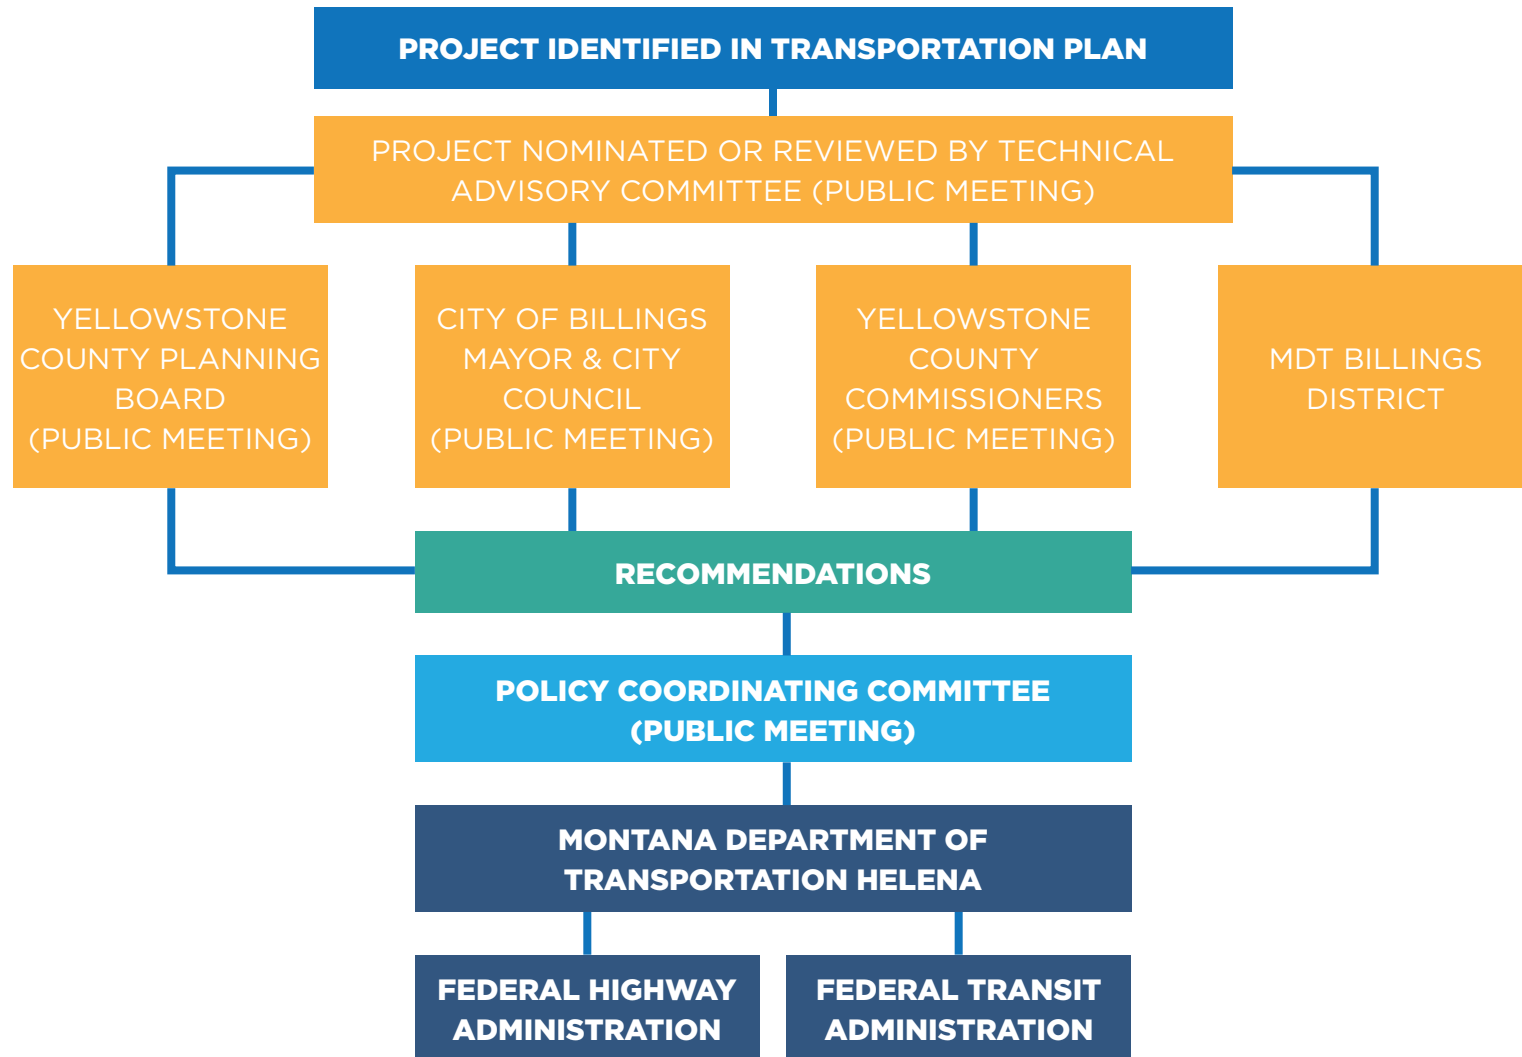 PROJECT IDENTIFIED IN TRANSPORTATION PLAN
PROJECT NOMINATED OR REVIEWED BY TECHNICAL
ADVISORY COMMITTEE (PUBLIC MEETING)
YELLOWSTONE
COUNTY PLANNING
BOARD
(PUBLIC MEETING)
CITY OF BILLINGS
MAYOR & CITY
COUNCIL
(PUBLIC MEETING)
YELLOWSTONE
COUNTY
COMMISSIONERS
(PUBLIC MEETING)
MDT BILLINGS
DISTRICT
RECOMMENDATIONS
POLICY COORDINATING COMMITTEE
(PUBLIC MEETING)
MONTANA DEPARTMENT OF
TRANSPORTATION HELENA
FEDERAL HIGHWAY
ADMINISTRATION
FEDERAL TRANSIT
ADMINISTRATION